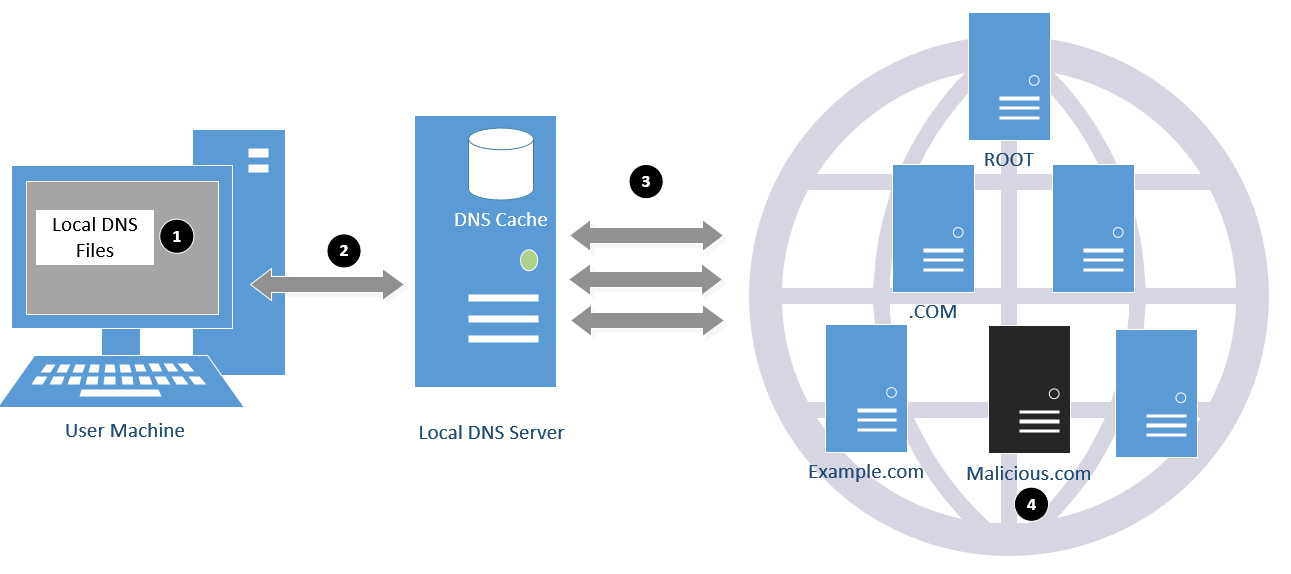 ROOT
DNS Cache
3
Local DNS
Files
1
2
.COM
User Machine
Local DNS Server
Example.com
Malicious.com
4